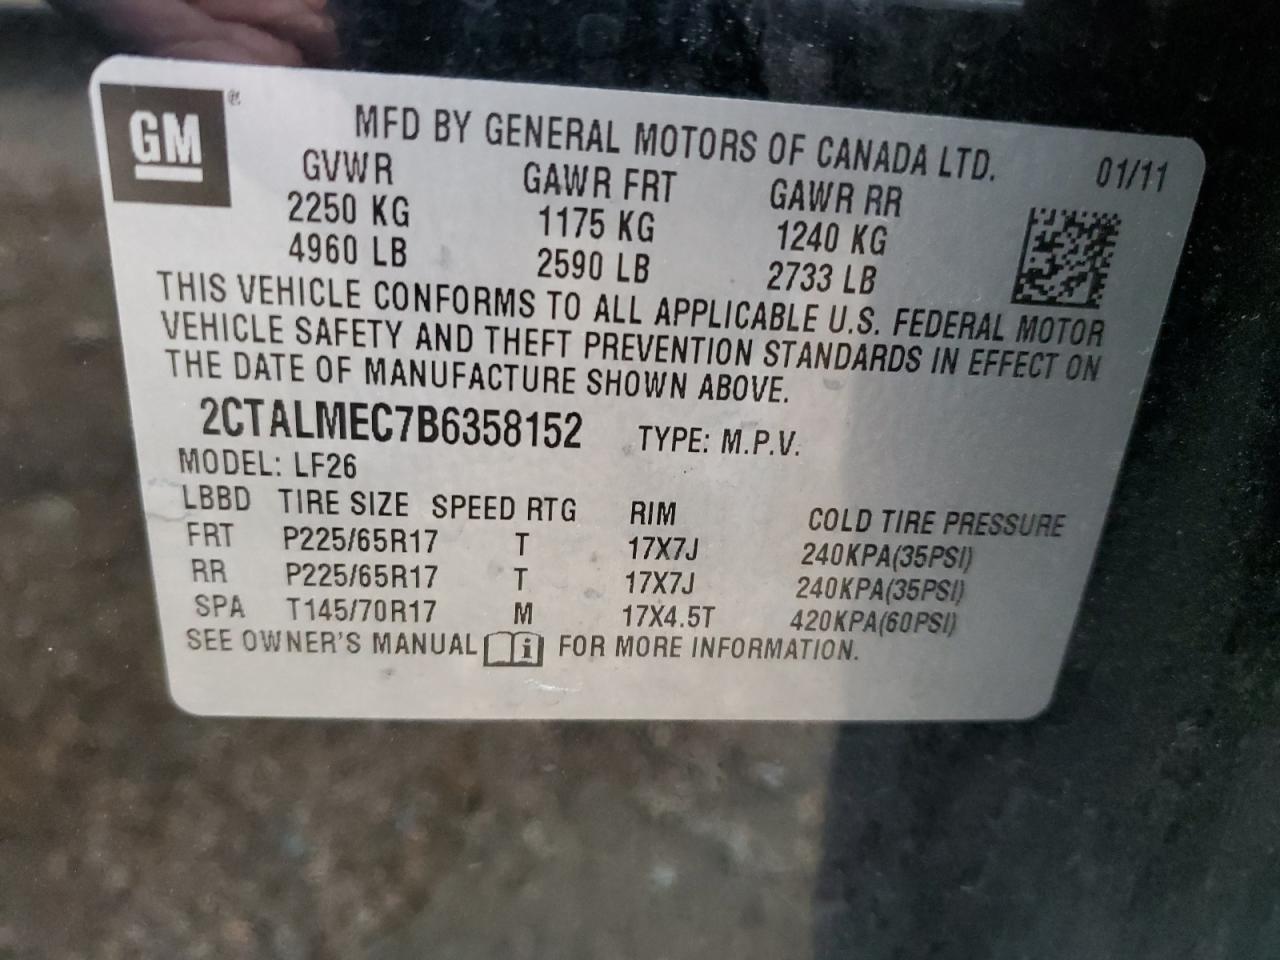 GM ®
MFD BY GENERAL MOTORS OF CANADA LTD. 01/11
GVWR GAWR FRT GAWR RR
2250 KG 1175 KG 1240 KG
4960 LB 2590 LB 2733 LB
THIS VEHICLE CONFORMS TO ALL APPLICABLE U.S. FEDERAL MOTOR
VEHICLE SAFETY AND THEFT PREVENTION STANDARDS IN EFFECT ON
THE DATE OF MANUFACTURE SHOWN ABOVE.
2CTALMEC7B6358152 TYPE: M.P.V.
MODEL: LF26
LBBD TIRE SIZE SPEED RTG RIM COLD TIRE PRESSURE
FRT P225/65R17 T 17X7J 240KPA(35PSI)
RR P225/65R17 T 17X7J 240KPA(35PSI)
SPA T145/70R17 M 17X4.5T 420KPA(60PSI)
SEE OWNER'S MANUAL i FOR MORE INFORMATION.